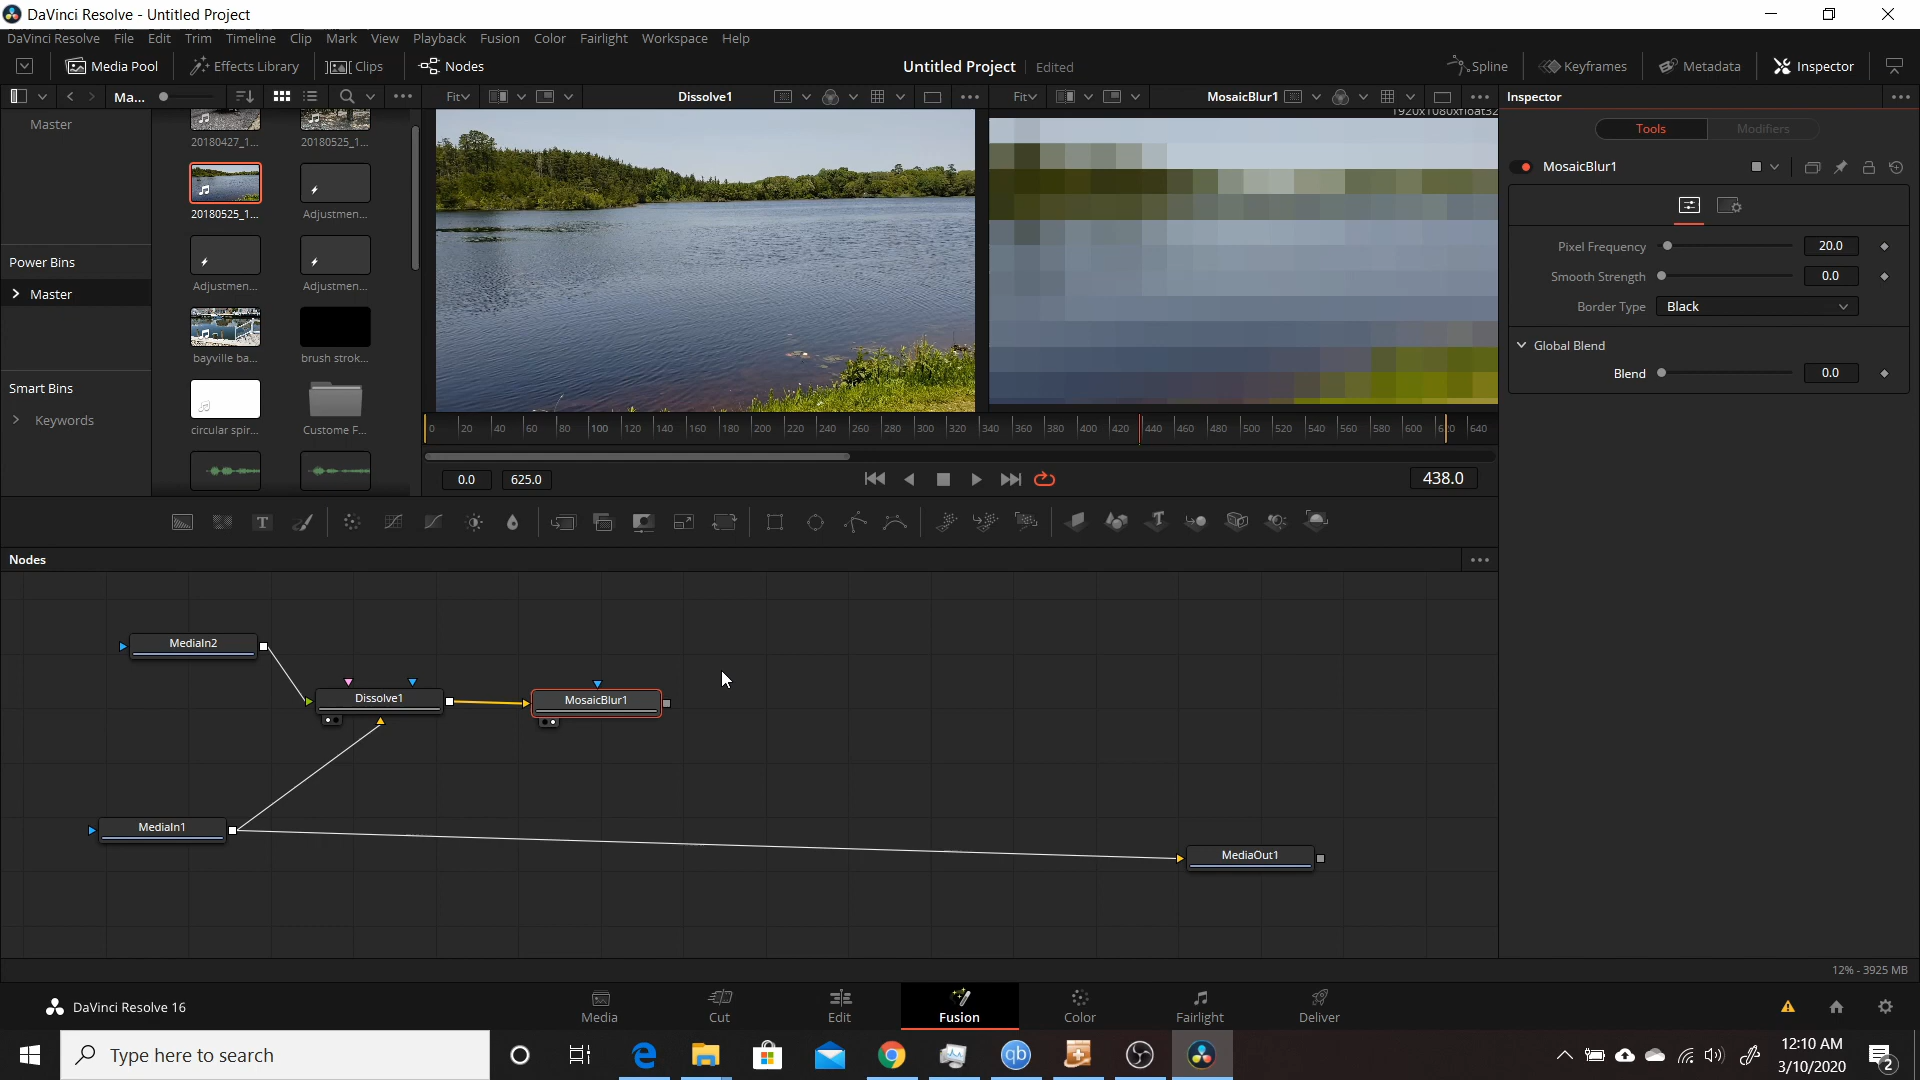 DaVinci Resolve - Untitled Project
DaVinci Resolve File Edit Trim Timeline Clip Mark View Playback Fusion Color Fairlight Workspace Help
Media Pool Effects Library Clips Nodes Untitled Project Edited Spline Keyframes Metadata Inspector
Ma... Fit Dissolve1 Fit MosaicBlur1 Inspector
1920x1080xfloat32
Master
20180427_1... 20180525_1...
Tools Modifiers
MosaicBlur1
20180525_1... Adjustmen...
Pixel Frequency 20.0
Power Bins
Smooth Strength 0.0
Adjustmen... Adjustmen...
Master
Border Type Black
Global Blend
bayville ba... brush strok...
Blend 0.0
Smart Bins
Keywords
circular spir... Custome F...
0 20 40 60 80 100 120 140 160 180 200 220 240 260 280 300 320 340 360 380 400 420 440 460 480 500 520 540 560 580 600 640
0.0 625.0 438.0
Nodes
MediaIn2
Dissolve1
MosaicBlur1
MediaIn1
MediaOut1
12% - 3925 MB
DaVinci Resolve 16
Media Cut Edit Fusion Color Fairlight Deliver
Type here to search
qb
12:10 AM
3/10/2020
2